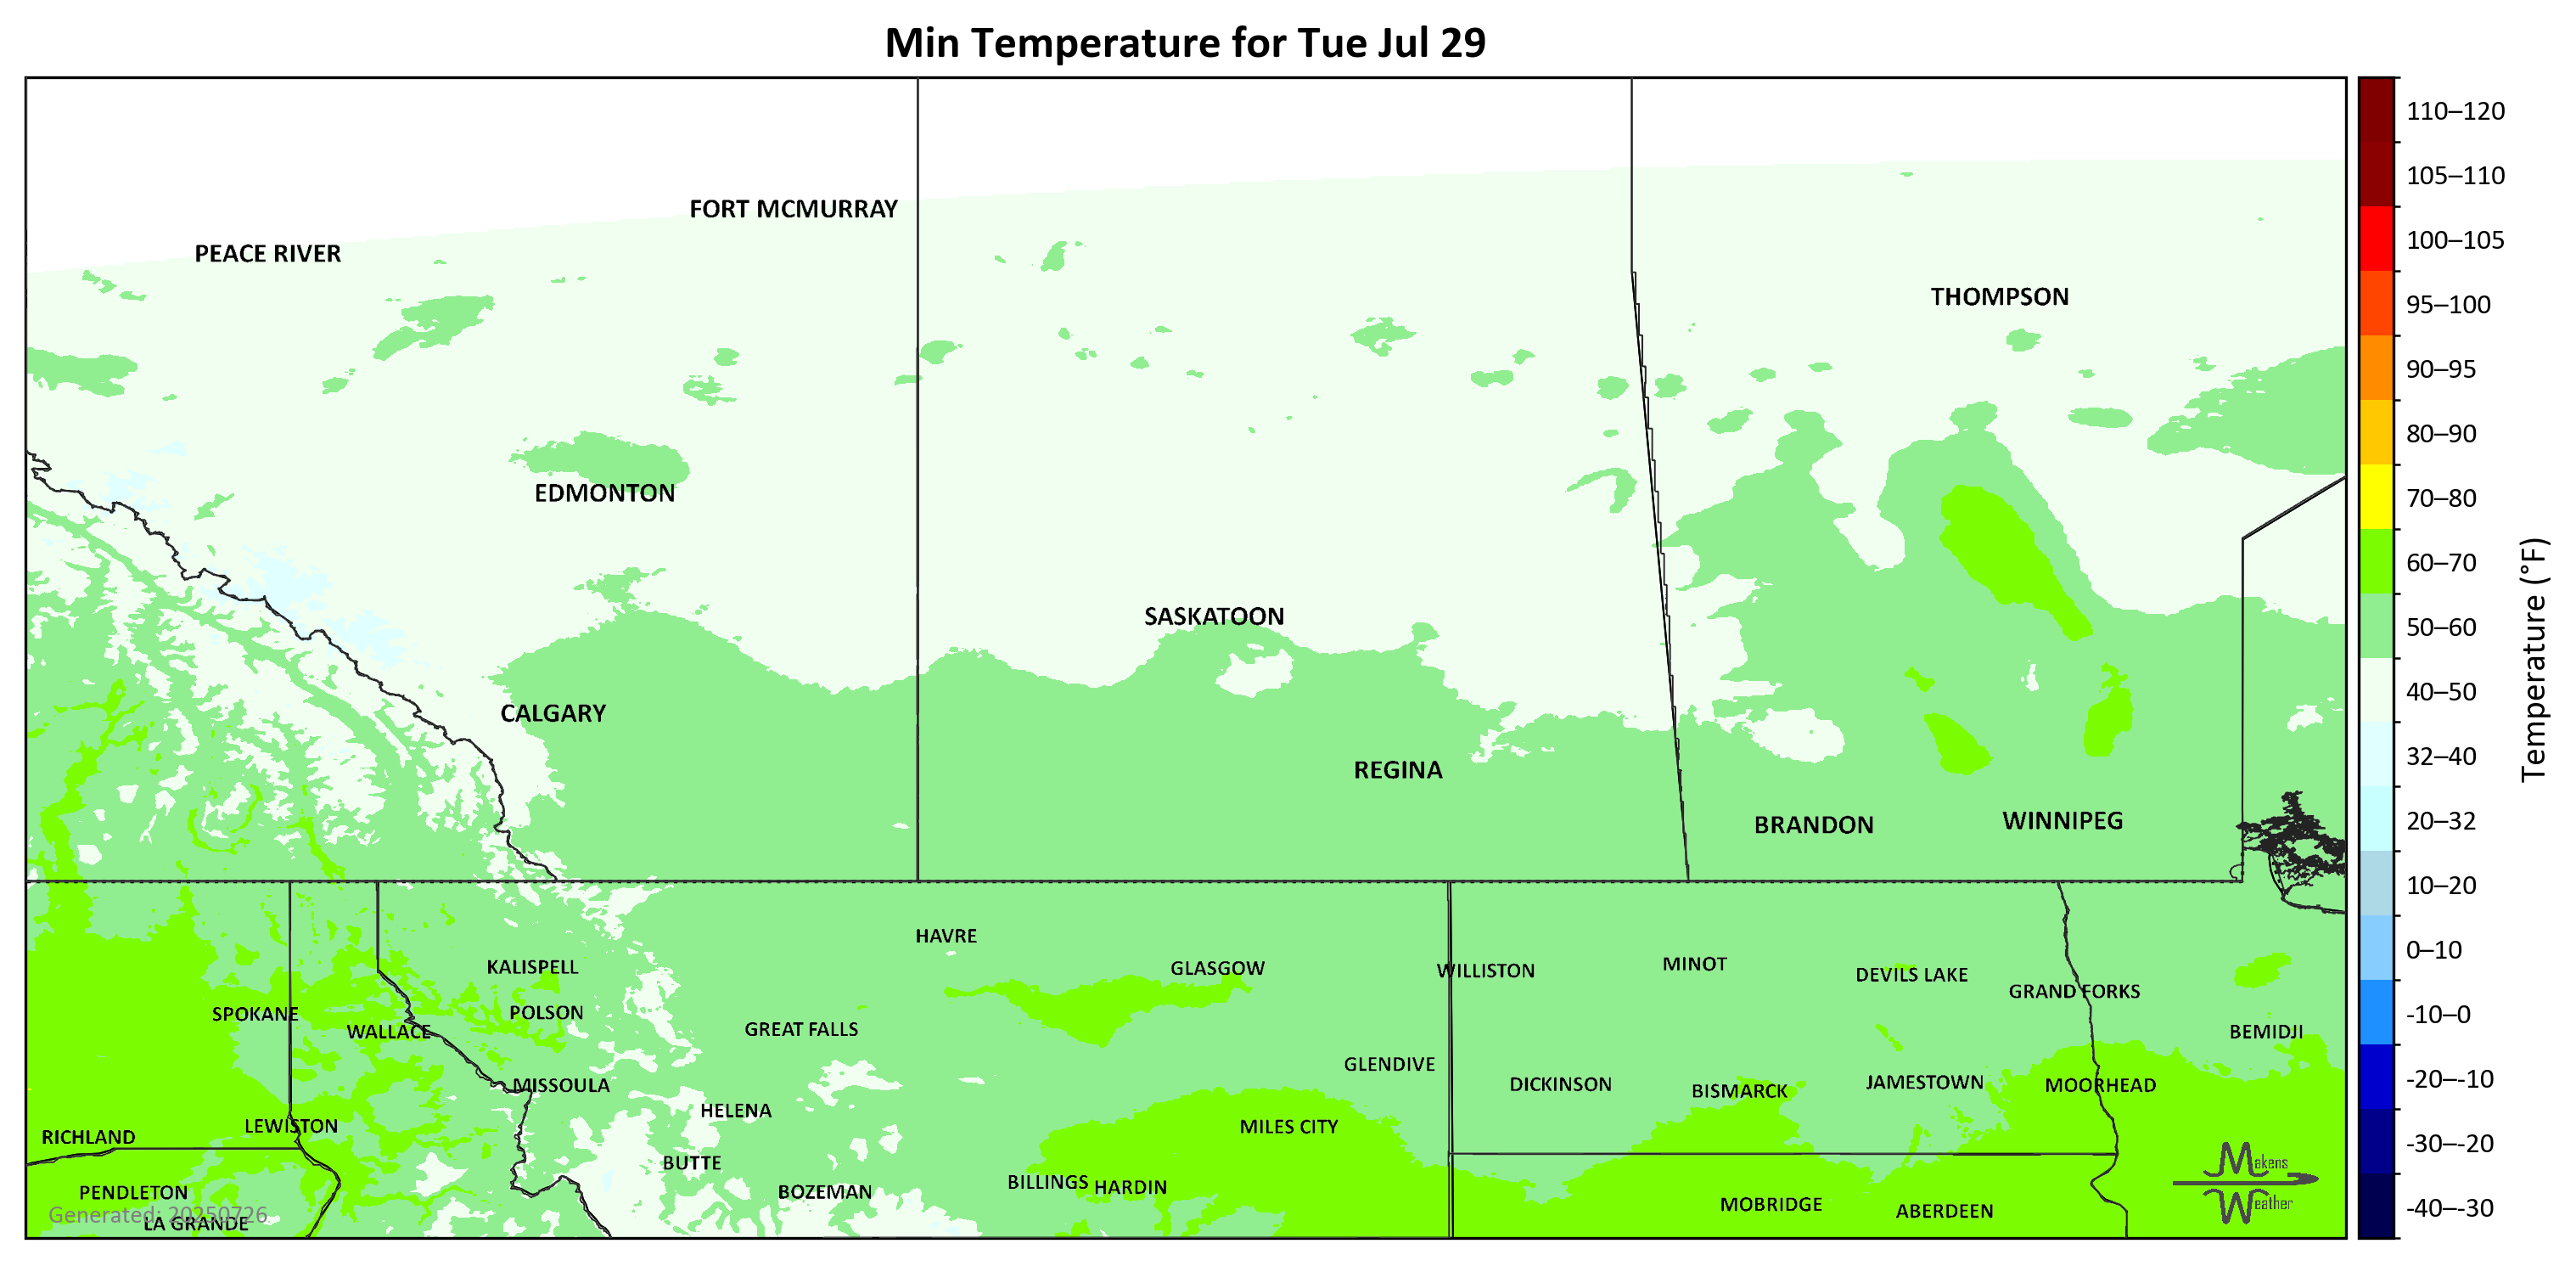 Min Temperature for Tue Jul 29
FORT MCMURRAY
PEACE RIVER
THOMPSON
EDMONTON
SASKATOON
CALGARY
REGINA
BRANDON
WINNIPEG
HAVRE
KALISPELL
GLASGOW
WILLISTON
MINOT
DEVILS LAKE
GRAND FORKS
SPOKANE
POLSON
WALLACE
GREAT FALLS
BEMIDJI
GLENDIVE
MISSOULA
DICKINSON
BISMARCK
JAMESTOWN
MOORHEAD
HELENA
LEWISTON
MILES CITY
RICHLAND
BUTTE
PENDLETON
BOZEMAN
BILLINGS
HARDIN
MOBRIDGE
ABERDEEN
Generated: 20250726
LA GRANDE
Makens
Weather
110–120
105–110
100–105
95–100
90–95
80–90
70–80
60–70
50–60
40–50
32–40
20–32
10–20
0–10
-10–0
-20–-10
-30–-20
-40–-30
Temperature (°F)